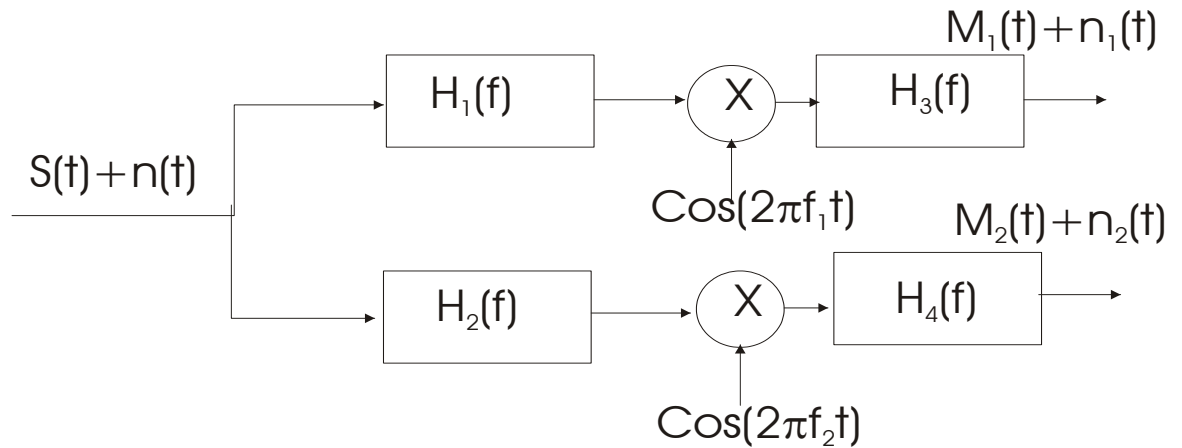 M₁(t)+n₁(t)
H₁(f)
X
H₃(f)
S(t)+n(t)
Cos(2πf₁t)
M₂(t)+n₂(t)
H₂(f)
X
H₄(f)
Cos(2πf₂t)